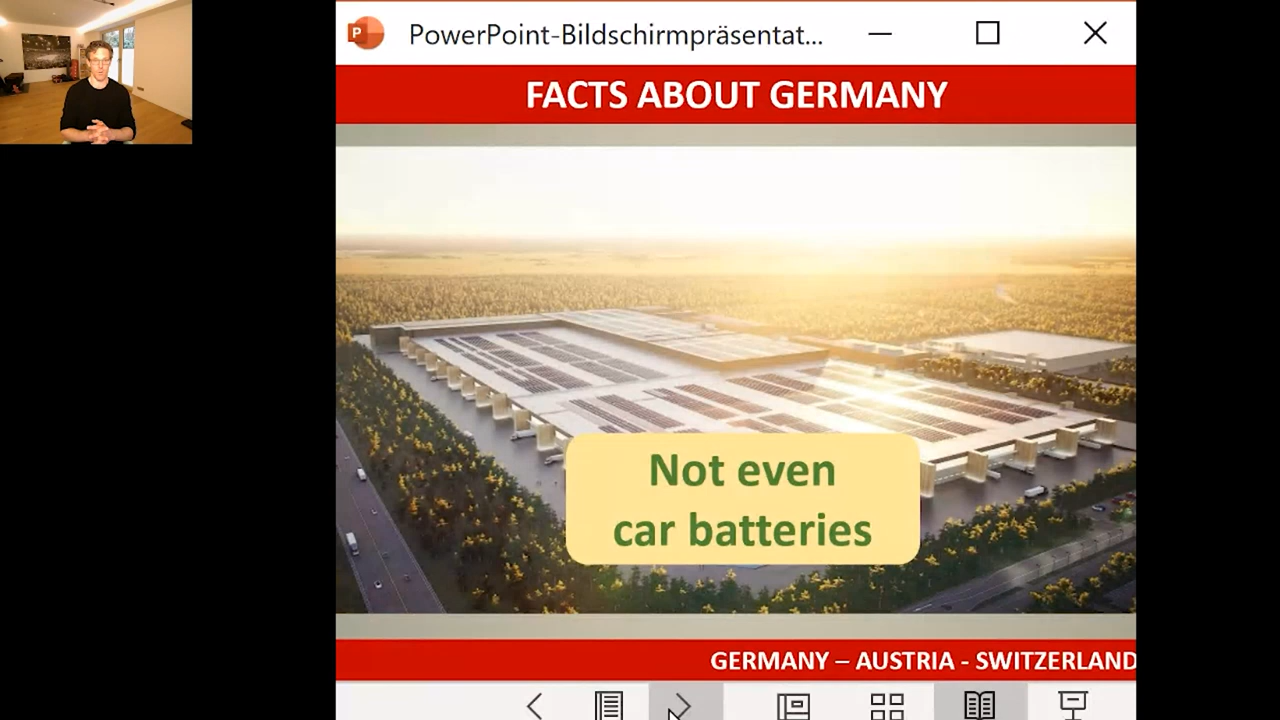 P
PowerPoint-Bildschirmpräsentat...
FACTS ABOUT GERMANY
Not even
car batteries
GERMANY – AUSTRIA - SWITZERLAND